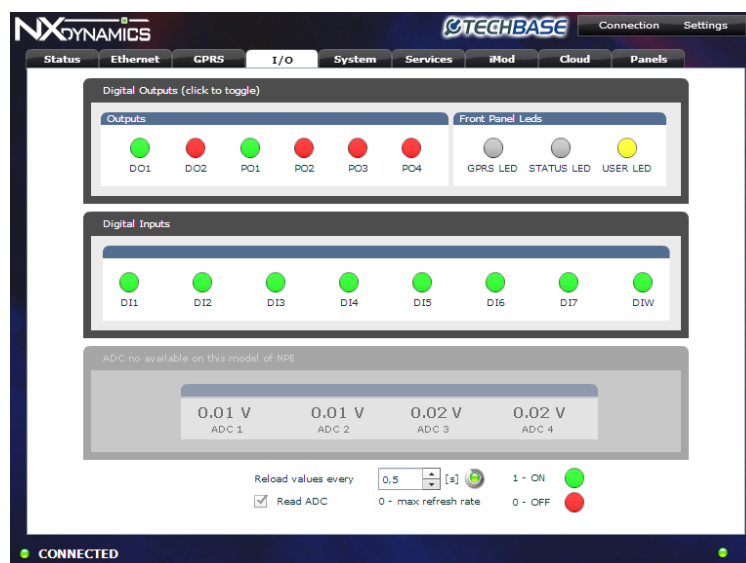 NXDYNAMICS
TECHBASE
Connection Settings
Status Ethernet GPRS I/O System Services iMod Cloud Panels
Digital Outputs (click to toggle)
Outputs Front Panel Leds
DO1 DO2 PO1 PO2 PO3 PO4 GPRS LED STATUS LED USER LED
Digital Inputs
DI1 DI2 DI3 DI4 DI5 DI6 DI7 DIW
ADC no available on this model of NPE
0.01 V 0.01 V 0.02 V 0.02 V
ADC 1 ADC 2 ADC 3 ADC 4
Reload values every 0,5 [s] 1 - ON
Read ADC 0 - max refresh rate 0 - OFF
CONNECTED